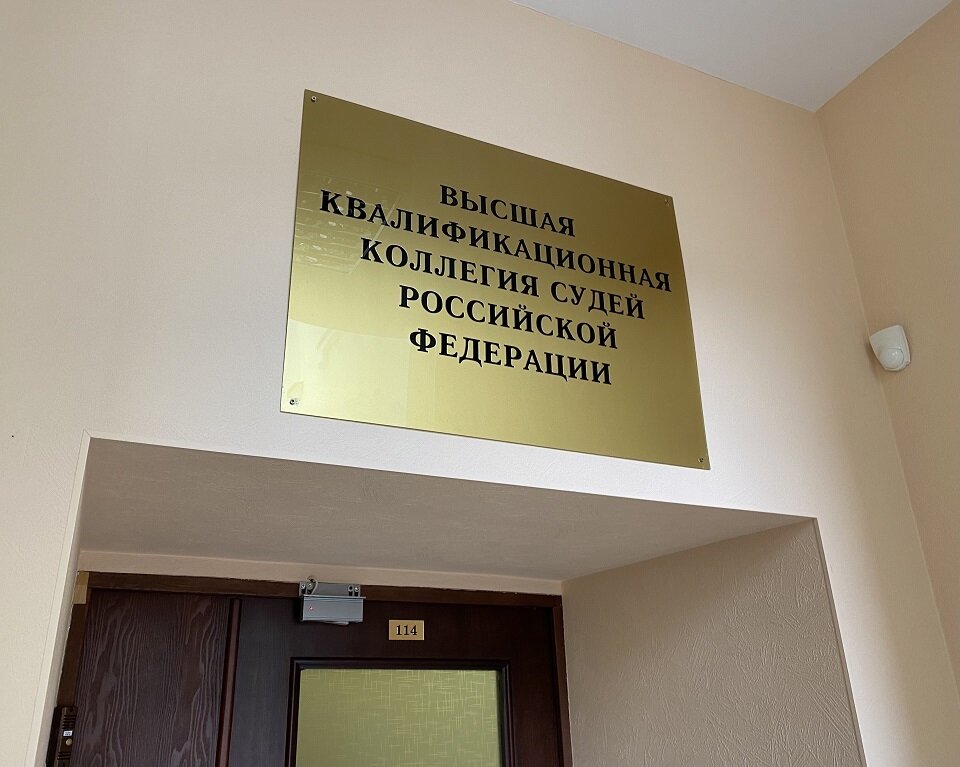 ВЫСШАЯ
КВАЛИФИКАЦИОННАЯ
КОЛЛЕГИЯ СУДЕЙ
РОССИЙСКОЙ
ФЕДЕРАЦИИ
114